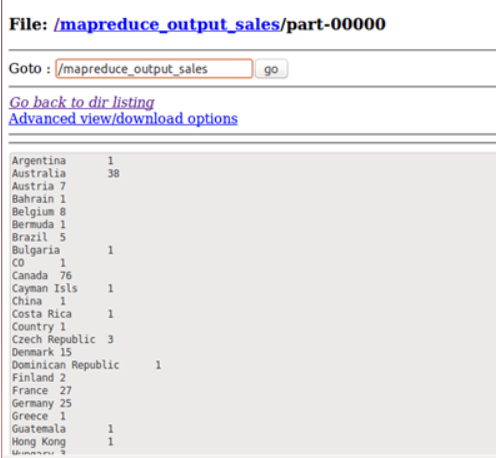 File: /mapreduce_output_sales/part-00000
Goto : /mapreduce_output_sales go
Go back to dir listing
Advanced view/download options
Argentina 1
Australia 38
Austria 7
Bahrain 1
Belgium 8
Bermuda 1
Brazil 5
Bulgaria 1
CO 1
Canada 76
Cayman Isls 1
China 1
Costa Rica 1
Country 1
Czech Republic 3
Denmark 15
Dominican Republic 1
Finland 2
France 27
Germany 25
Greece 1
Guatemala 1
Hong Kong 1
Hungary 3